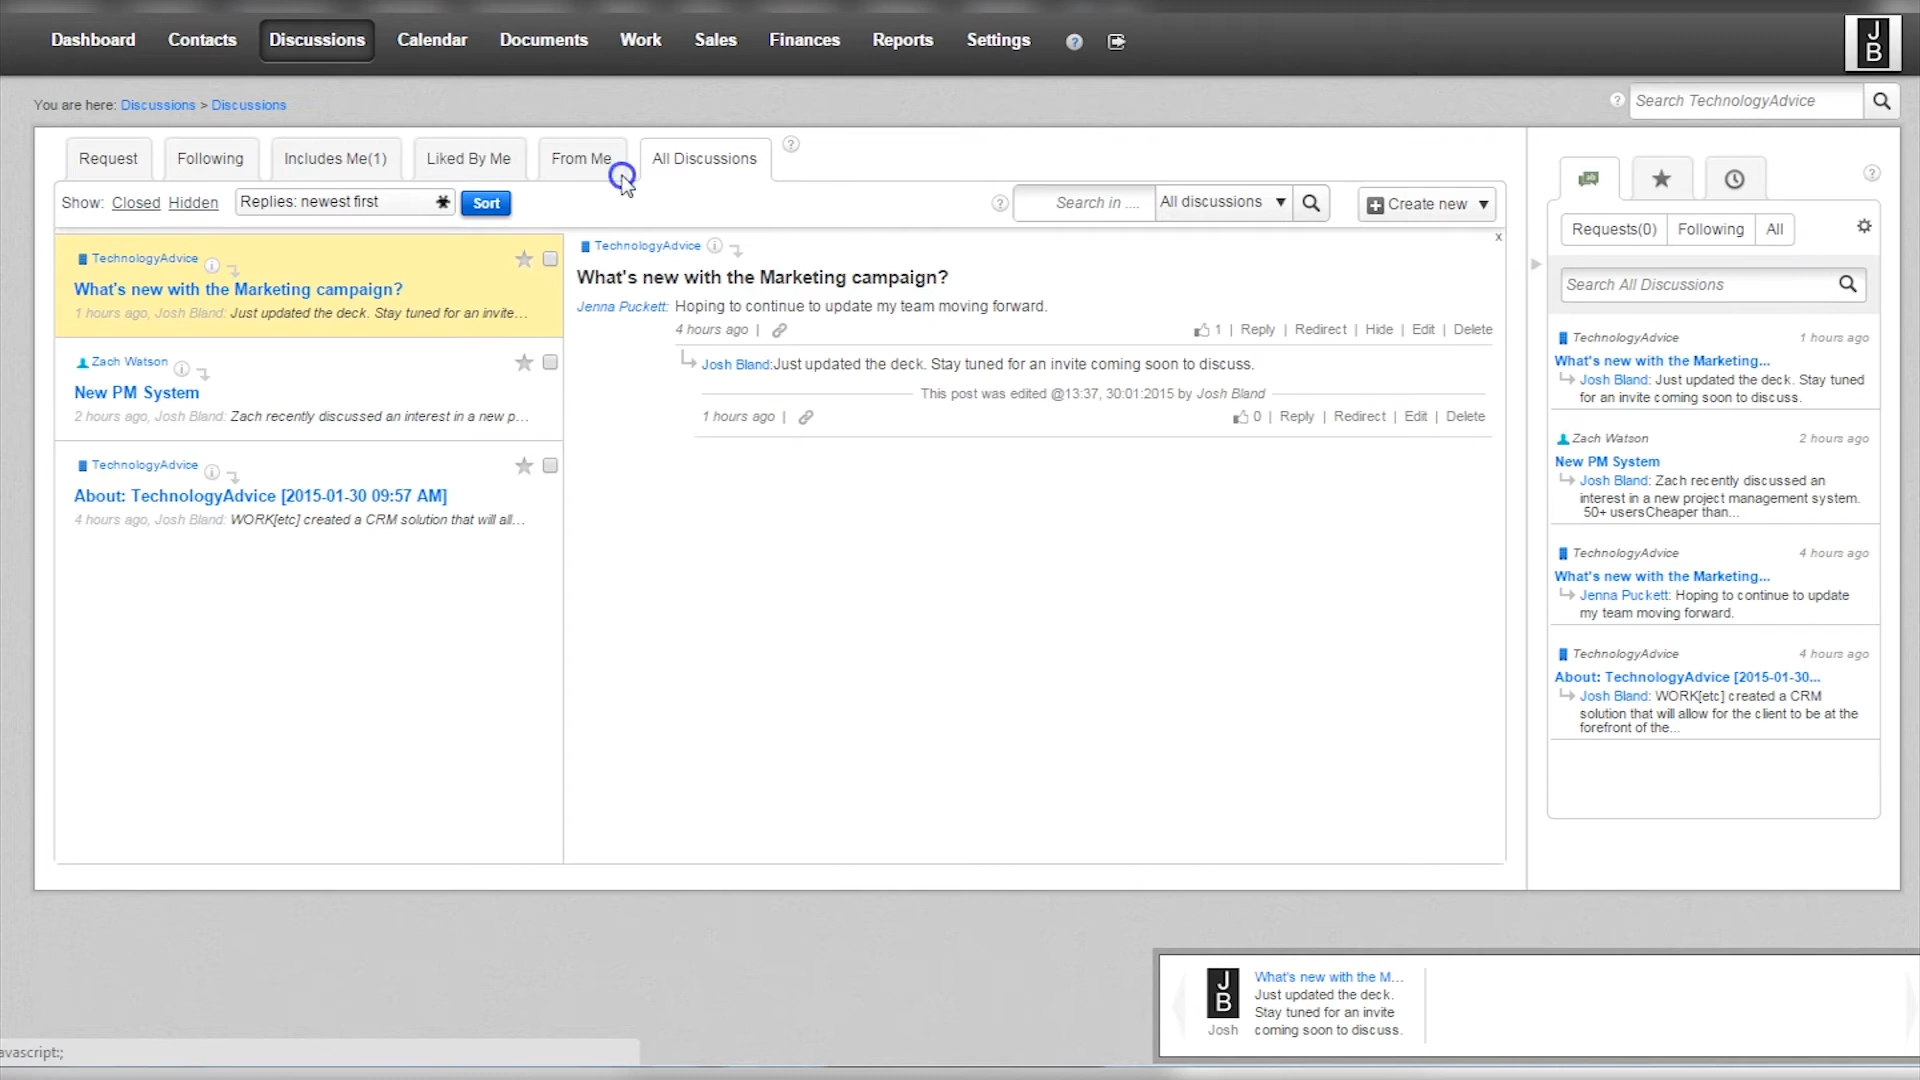 Dashboard Contacts Discussions Calendar Documents Work Sales Finances Reports Settings ?
J
B
You are here: Discussions > Discussions
? Search TechnologyAdvice
Request Following Includes Me(1) Liked By Me From Me All Discussions ?
Show: Closed Hidden Replies: newest first Sort
? Search in .... All discussions Create new
TechnologyAdvice
What's new with the Marketing campaign?
1 hours ago, Josh Bland: Just updated the deck. Stay tuned for an invite...
Zach Watson
New PM System
2 hours ago, Josh Bland: Zach recently discussed an interest in a new p...
TechnologyAdvice
About: TechnologyAdvice [2015-01-30 09:57 AM]
4 hours ago, Josh Bland: WORK[etc] created a CRM solution that will all...
TechnologyAdvice
x
What's new with the Marketing campaign?
Jenna Puckett: Hoping to continue to update my team moving forward.
4 hours ago | 1 | Reply | Redirect | Hide | Edit | Delete
Josh Bland:Just updated the deck. Stay tuned for an invite coming soon to discuss.
This post was edited @13:37, 30:01:2015 by Josh Bland
1 hours ago | 0 | Reply | Redirect | Edit | Delete
?
Requests(0) Following All
Search All Discussions
TechnologyAdvice 1 hours ago
What's new with the Marketing...
Josh Bland: Just updated the deck. Stay tuned
for an invite coming soon to discuss.
Zach Watson 2 hours ago
New PM System
Josh Bland: Zach recently discussed an
interest in a new project management system.
50+ usersCheaper than...
TechnologyAdvice 4 hours ago
What's new with the Marketing...
Jenna Puckett: Hoping to continue to update
my team moving forward.
TechnologyAdvice 4 hours ago
About: TechnologyAdvice [2015-01-30...
Josh Bland: WORK[etc] created a CRM
solution that will allow for the client to be at the
forefront of the...
J
B
Josh
What's new with the M...
Just updated the deck.
Stay tuned for an invite
coming soon to discuss.
avascript:;